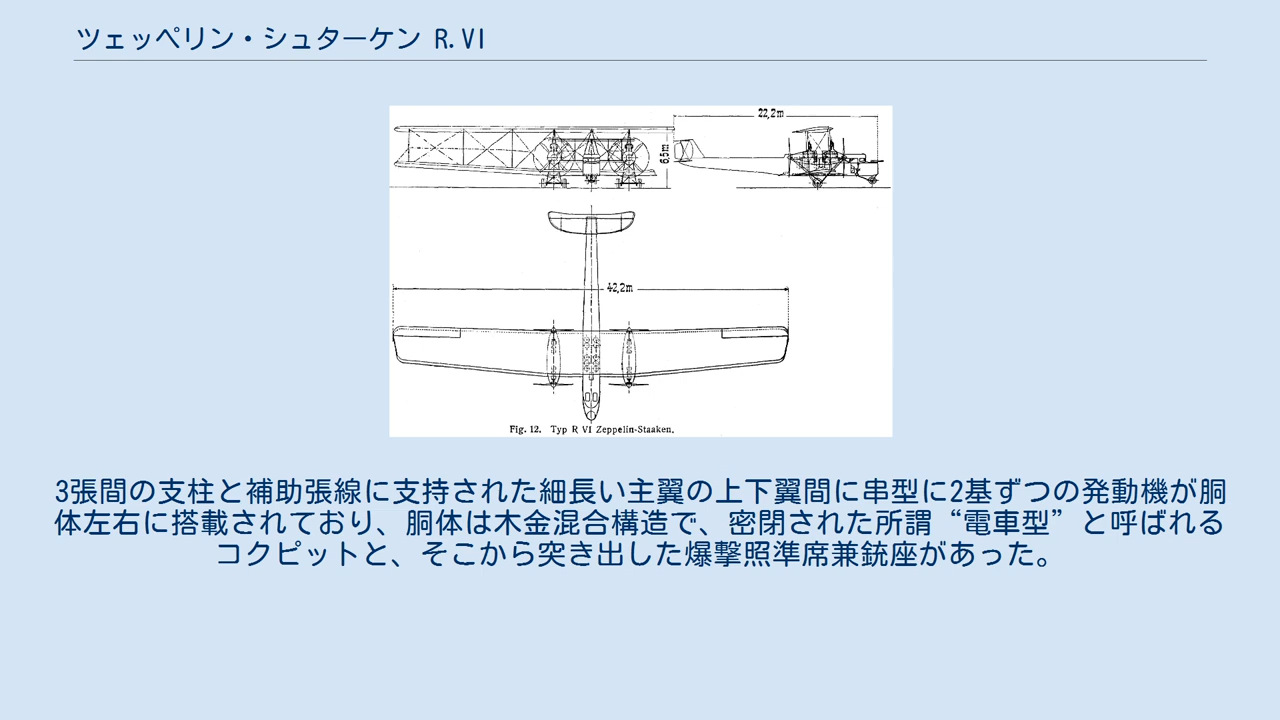 ツェッペリン・シュターケン R.VI
22,2m
6,5m
42,2m
Fig. 12. Typ R VI Zeppelin-Staaken.
3張間の支柱と補助張線に支持された細長い主翼の上下翼間に串型に2基ずつの発動機が胴
体左右に搭載されており、胴体は木金混合構造で、密閉された所謂“電車型”と呼ばれる
コクピットと、そこから突き出した爆撃照準席兼銃座があった。